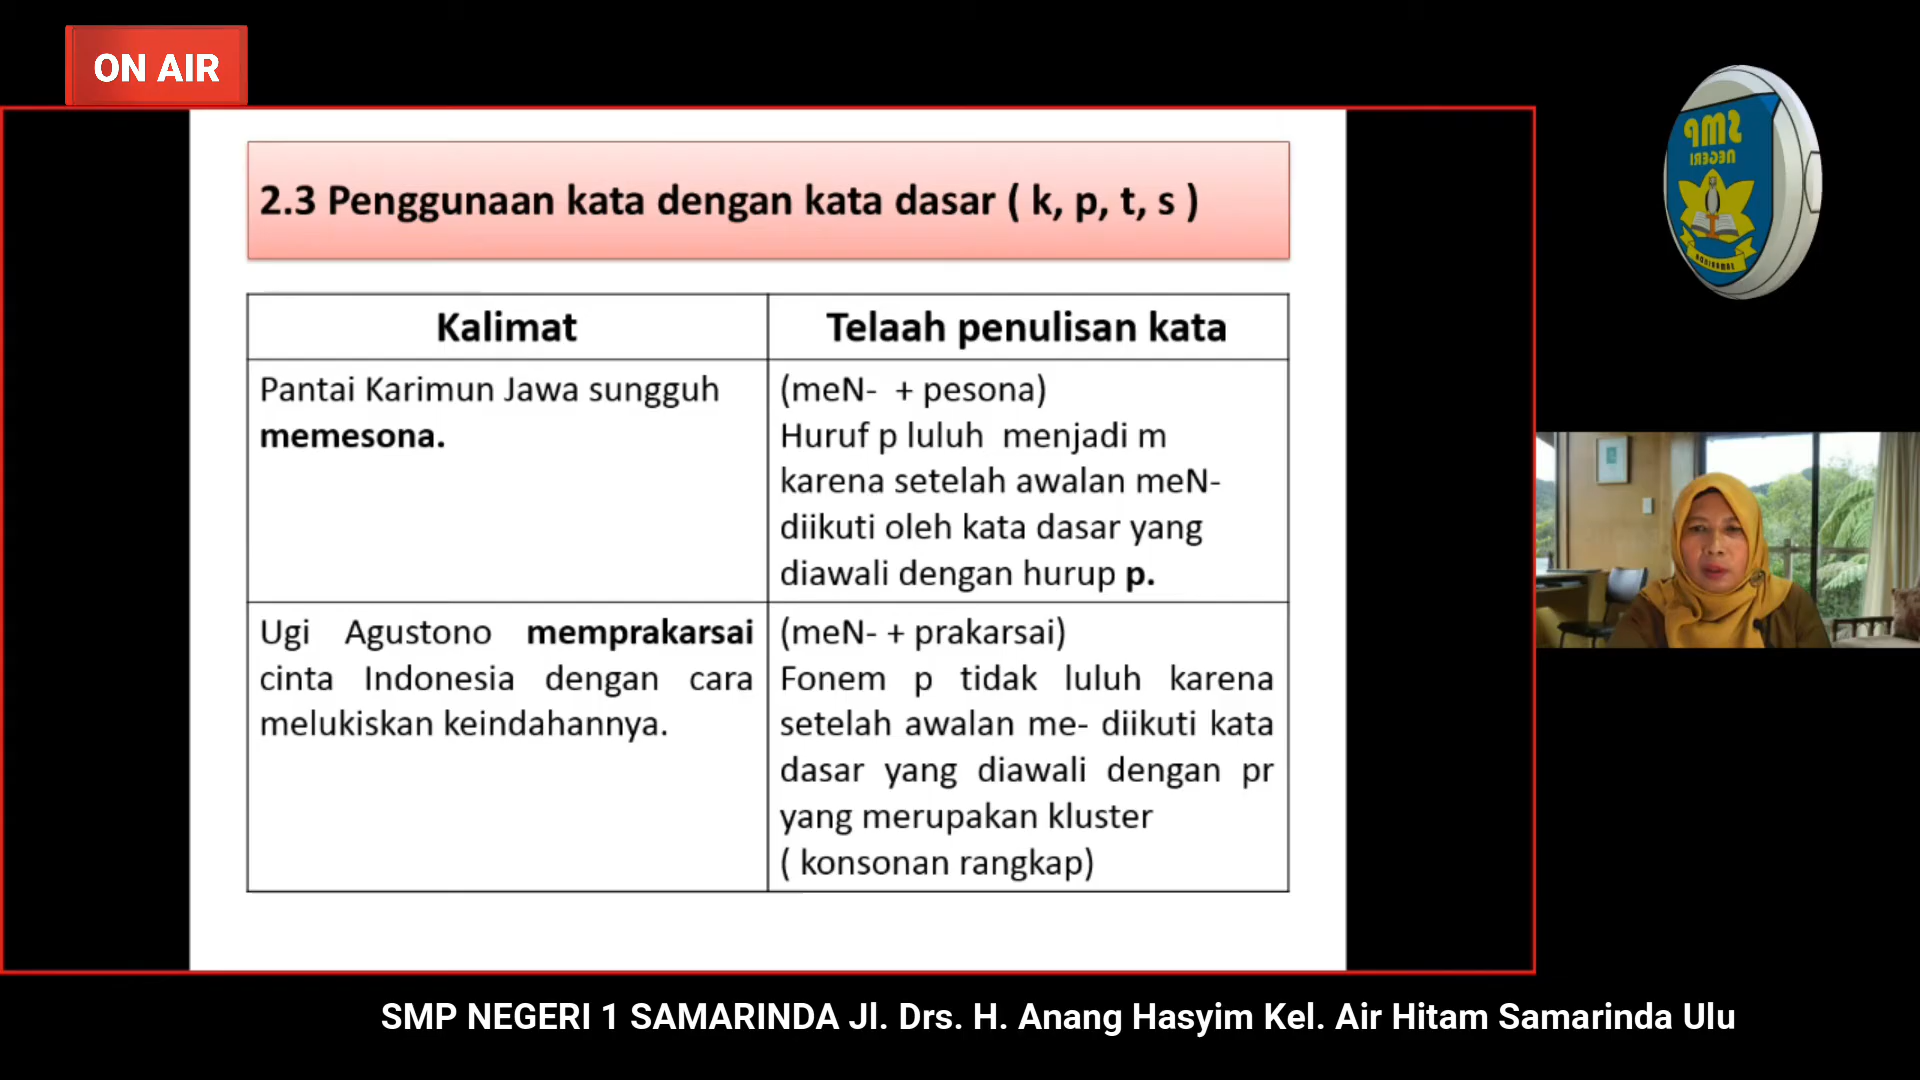 ON AIR
SMP
NEGERI
SAMARINDA
2.3 Penggunaan kata dengan kata dasar ( k, p, t, s )
Kalimat
Telaah penulisan kata
Pantai Karimun Jawa sungguh
memesona.
(meN- + pesona)
Huruf p luluh menjadi m
karena setelah awalan meN-
diikuti oleh kata dasar yang
diawali dengan hurup p.
Ugi Agustono memprakarsai
cinta Indonesia dengan cara
melukiskan keindahannya.
(meN- + prakarsai)
Fonem p tidak luluh karena
setelah awalan me- diikuti kata
dasar yang diawali dengan pr
yang merupakan kluster
( konsonan rangkap)
SMP NEGERI 1 SAMARINDA Jl. Drs. H. Anang Hasyim Kel. Air Hitam Samarinda Ulu